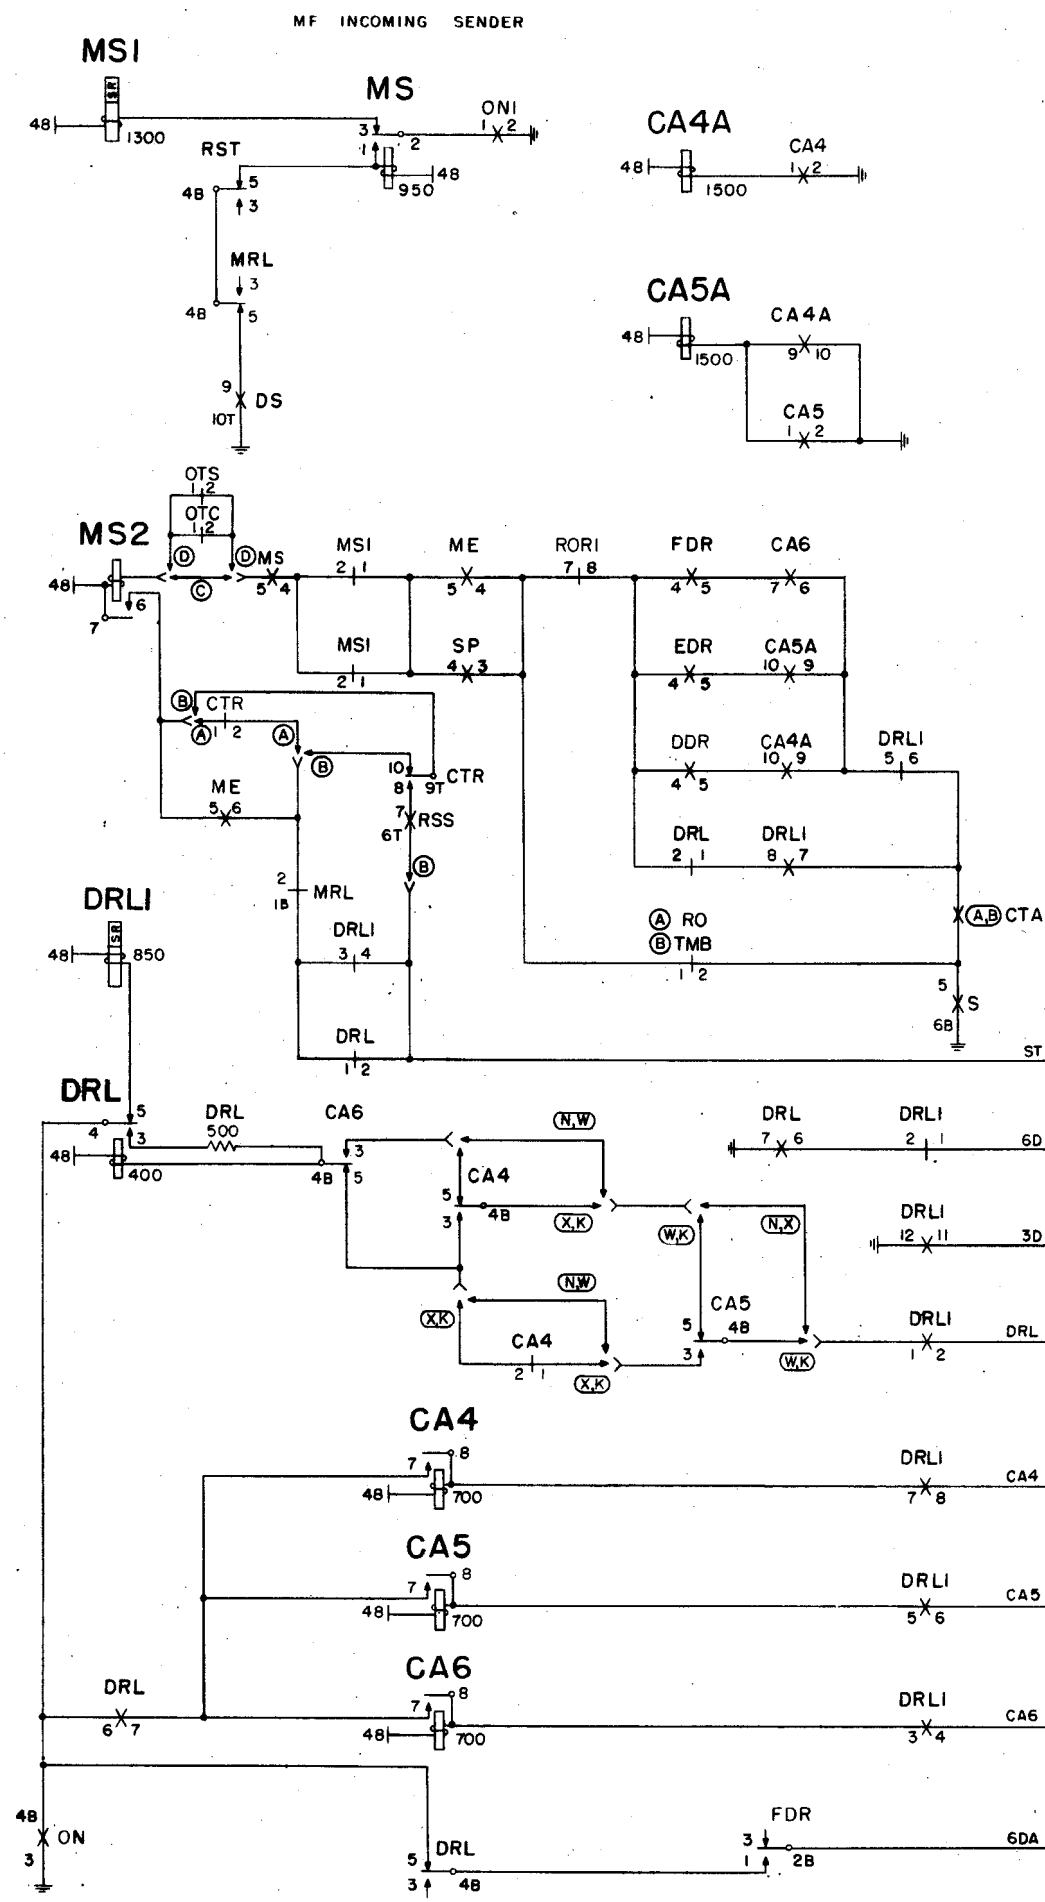 MF INCOMING SENDER
MS1
SR
48
1300
MS
3
1
2
ON1
1 2
48
950
RST
4B
5
3
MRL
3
4B
5
9
10T
DS
CA4A
48
1500
CA4
1 2
CA5A
48
1500
CA4A
9 10
CA5
1 2
OTS
1 2
OTC
1 2
MS2
D
D
C
48
6
7
MS
5 4
MS1
2 1
ME
5 4
ROR1
7 8
FDR
4 5
CA6
7 6
MS1
2 1
SP
4 3
EDR
4 5
CA5A
10 9
B
CTR
A
1 2
A
B
10
8
9T
CTR
DDR
4 5
CA4A
10 9
DRL1
5 6
ME
5 6
7
6T
RSS
B
DRL
2 1
DRL1
8 7
2
1B
MRL
DRL1
3 4
A RO
B TMB
1 2
A,B CTA
5
6B
S
DRL1
SR
48
850
DRL
1 2
ST
DRL
4
5
3
48
400
DRL
500
CA6
4B
3
5
N,W
CA4
5
3
4B
X,K
W,K
N,X
DRL
7 6
DRL1
2 1
6D
DRL1
12 11
3D
N,W
X,K
CA4
2 1
X,K
CA5
5
3
4B
W,K
DRL1
1 2
DRL
CA4
7
8
48
700
DRL1
7 8
CA4
CA5
7
8
48
700
DRL1
5 6
CA5
CA6
7
8
48
700
DRL1
3 4
CA6
DRL
6 7
4B
3
ON
5
3
DRL
4B
FDR
3
1
2B
6DA